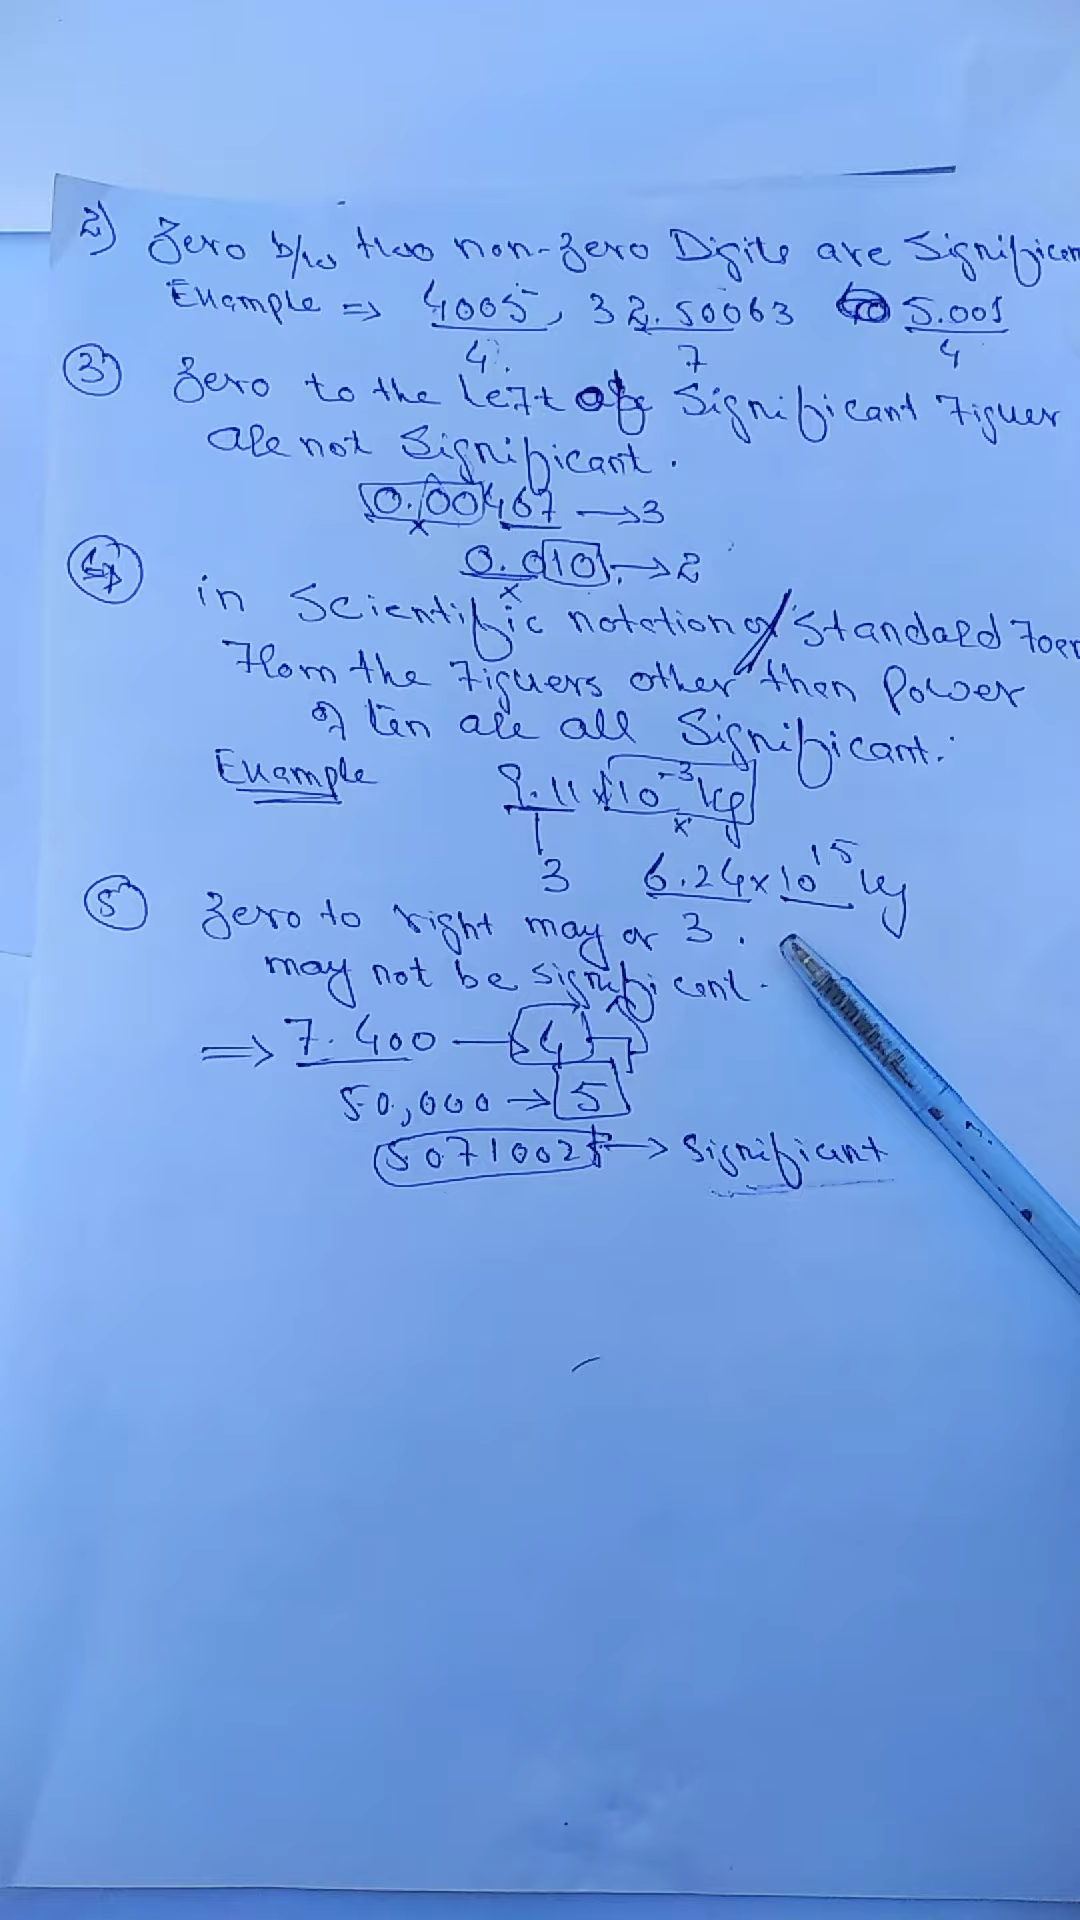 2) Zero b/w two non-zero Digits are Significan
Example ⇒ 4005, 32.50063 5.001
4 7 4
3 Zero to the Left of Significant Figuer
are not Significant.
0.00467 → 3
x
0.010. → 2
x
4 in Scientific notation of / Standard Foer
From the Figuers other then Power
of ten are all Significant.
Example 9.11 x 10⁻³ kg
x
3 6.24 x 10¹⁵ kg
5 Zero to right may or 3.
may not be significant.
⇒ 7.400 → 4
50,000 → 5
5071002 → Significant